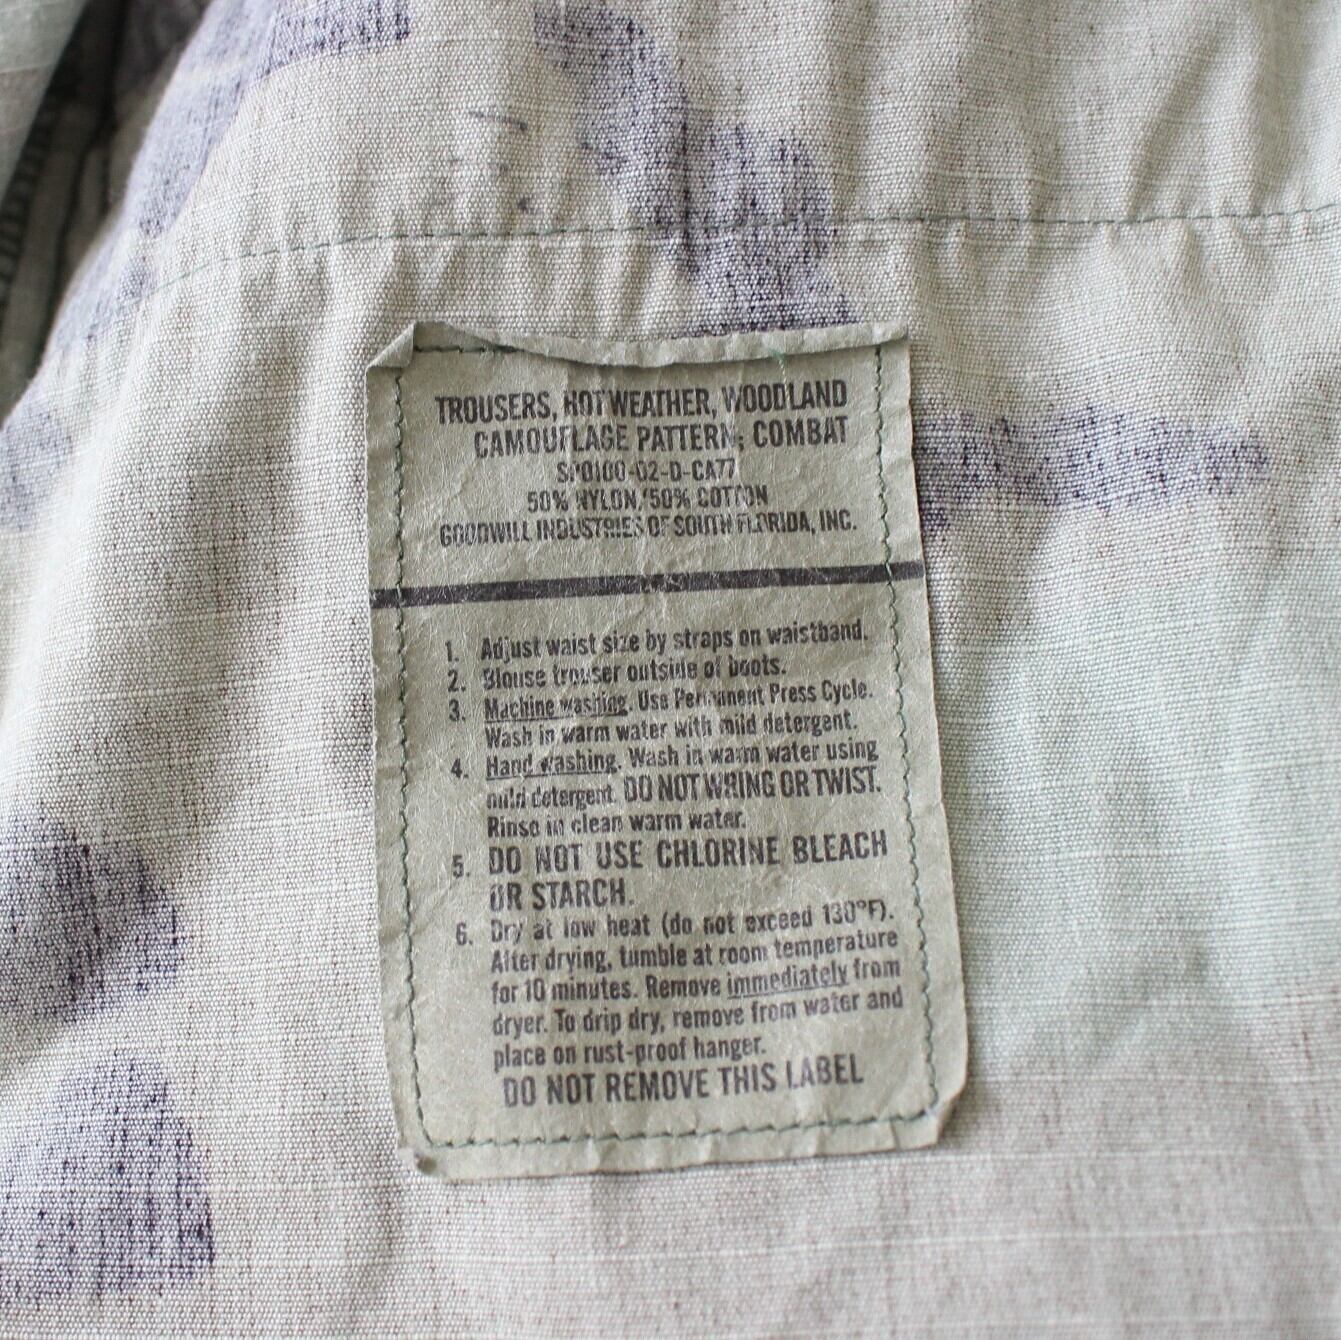 TROUSERS, HOT WEATHER, WOODLAND
CAMOUFLAGE PATTERN; COMBAT
SP0100-02-D-CA77
50% NYLON/50% COTTON
GOODWILL INDUSTRIES OF SOUTH FLORIDA, INC.
1. Adjust waist size by straps on waistband.
2. Blouse trouser outside of boots.
3. Machine washing. Use Permanent Press Cycle.
Wash in warm water with mild detergent.
4. Hand washing. Wash in warm water using
mild detergent. DO NOT WRING OR TWIST.
Rinse in clean warm water.
5. DO NOT USE CHLORINE BLEACH
OR STARCH.
6. Dry at low heat (do not exceed 130°F).
After drying, tumble at room temperature
for 10 minutes. Remove immediately from
dryer. To drip dry, remove from water and
place on rust-proof hanger.
DO NOT REMOVE THIS LABEL